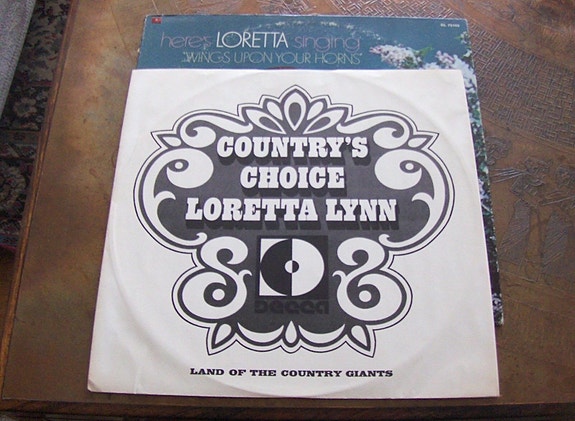 here's LORETTA singing
"WINGS UPON YOUR HORNS"
COUNTRY'S
CHOICE
LORETTA LYNN
DECCA
LAND OF THE COUNTRY GIANTS